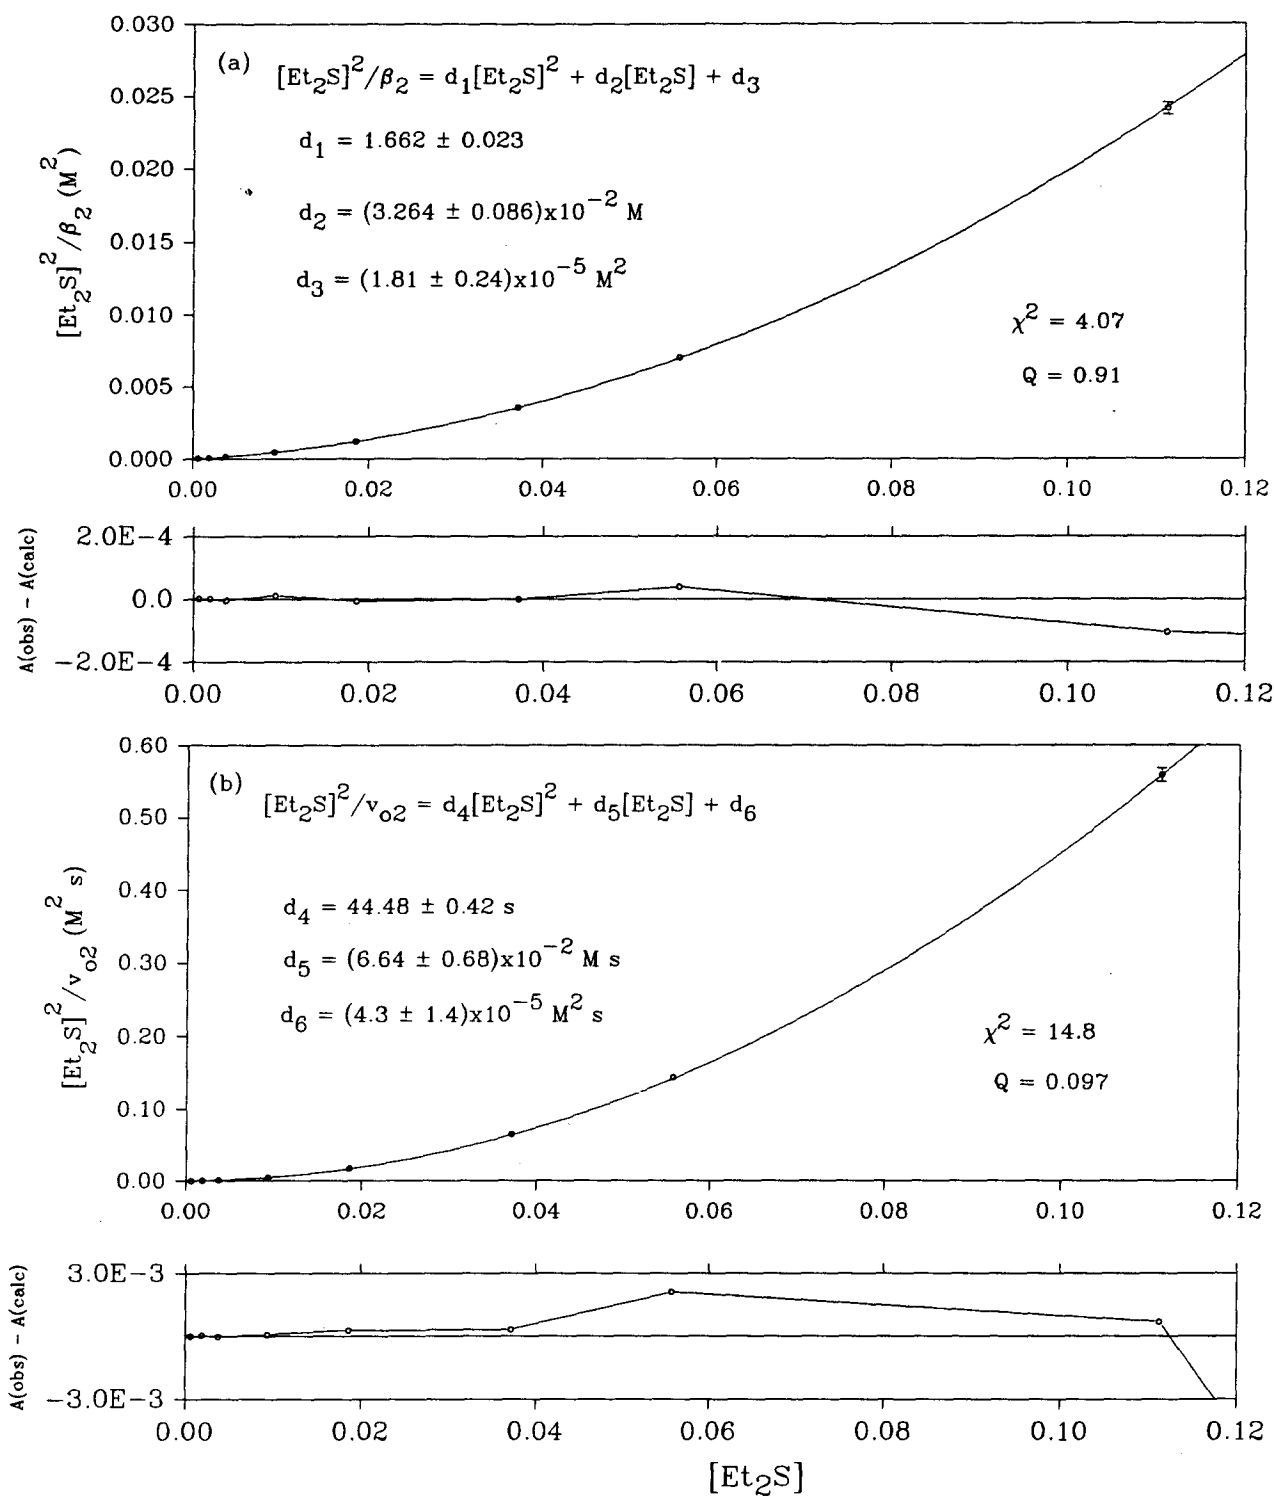 0.030
(a) [Et₂S]²/β₂ = d₁[Et₂S]² + d₂[Et₂S] + d₃
0.025
d₁ = 1.662 ± 0.023
0.020
d₂ = (3.264 ± 0.086)x10⁻² M
0.015
d₃ = (1.81 ± 0.24)x10⁻⁵ M²
[Et₂S]²/β₂ (M²)
0.010
χ² = 4.07
0.005
Q = 0.91
0.000
0.00 0.02 0.04 0.06 0.08 0.10 0.12
A(obs) − A(calc)
2.0E−4
0.0
−2.0E−4
0.00 0.02 0.04 0.06 0.08 0.10 0.12
0.60
(b) [Et₂S]²/vₒ₂ = d₄[Et₂S]² + d₅[Et₂S] + d₆
0.50
0.40
d₄ = 44.48 ± 0.42 s
0.30
d₅ = (6.64 ± 0.68)x10⁻² M s
[Et₂S]²/vₒ₂ (M² s)
d₆ = (4.3 ± 1.4)x10⁻⁵ M² s
0.20
χ² = 14.8
0.10
Q = 0.097
0.00
0.00 0.02 0.04 0.06 0.08 0.10 0.12
A(obs) − A(calc)
3.0E−3
−3.0E−3
0.00 0.02 0.04 0.06 0.08 0.10 0.12
[Et₂S]